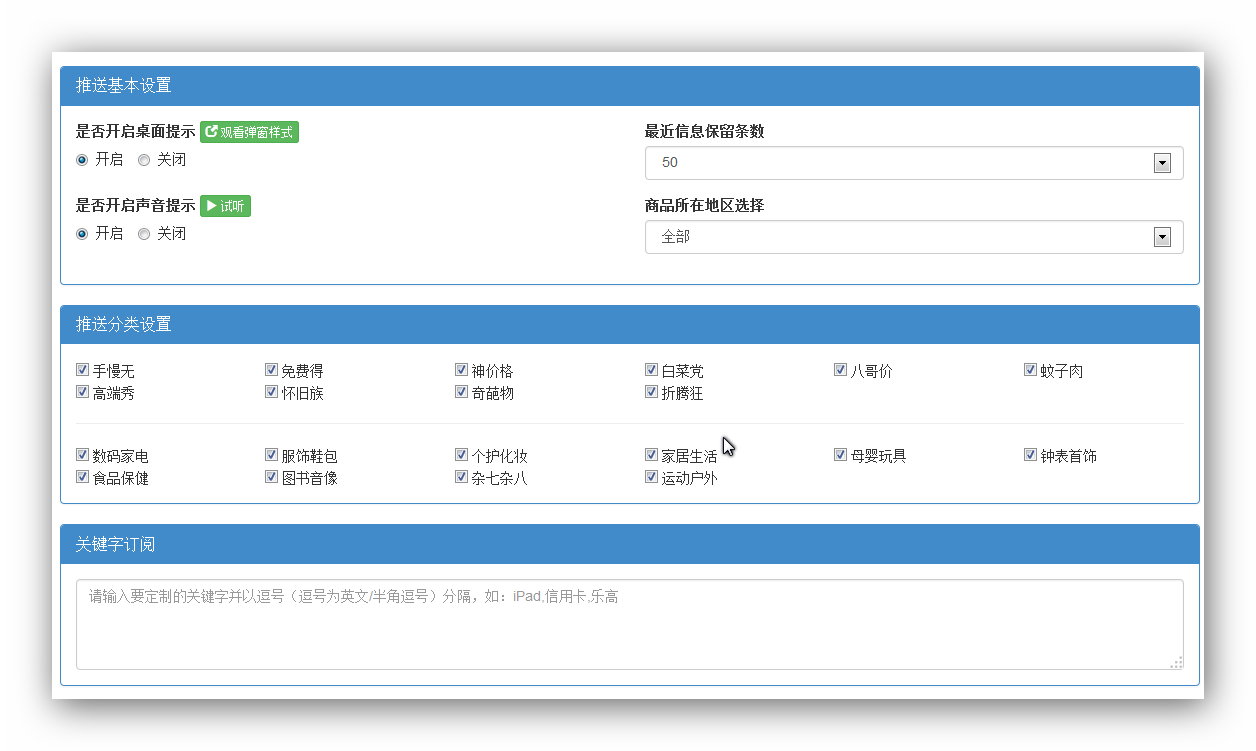 推送基本设置
是否开启桌面提示 观看弹窗样式
开启 关闭
最近信息保留条数
50
是否开启声音提示 试听
开启 关闭
商品所在地区选择
全部
推送分类设置
手慢无 免费得 神价格 白菜党 八哥价 蚊子肉
高端秀 怀旧族 奇葩物 折腾狂
数码家电 服饰鞋包 个护化妆 家居生活 母婴玩具 钟表首饰
食品保健 图书音像 杂七杂八 运动户外
关键字订阅
请输入要定制的关键字并以逗号（逗号为英文/半角逗号）分隔，如：iPad,信用卡,乐高